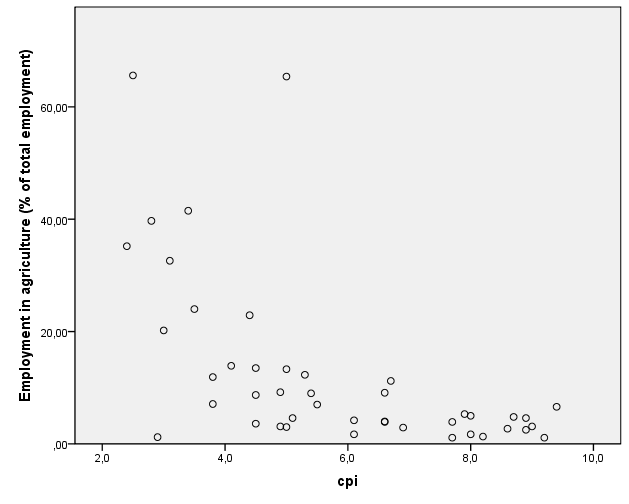 Employment in agriculture (% of total employment)
60,00
40,00
20,00
,00
2,0 4,0 6,0 8,0 10,0
cpi